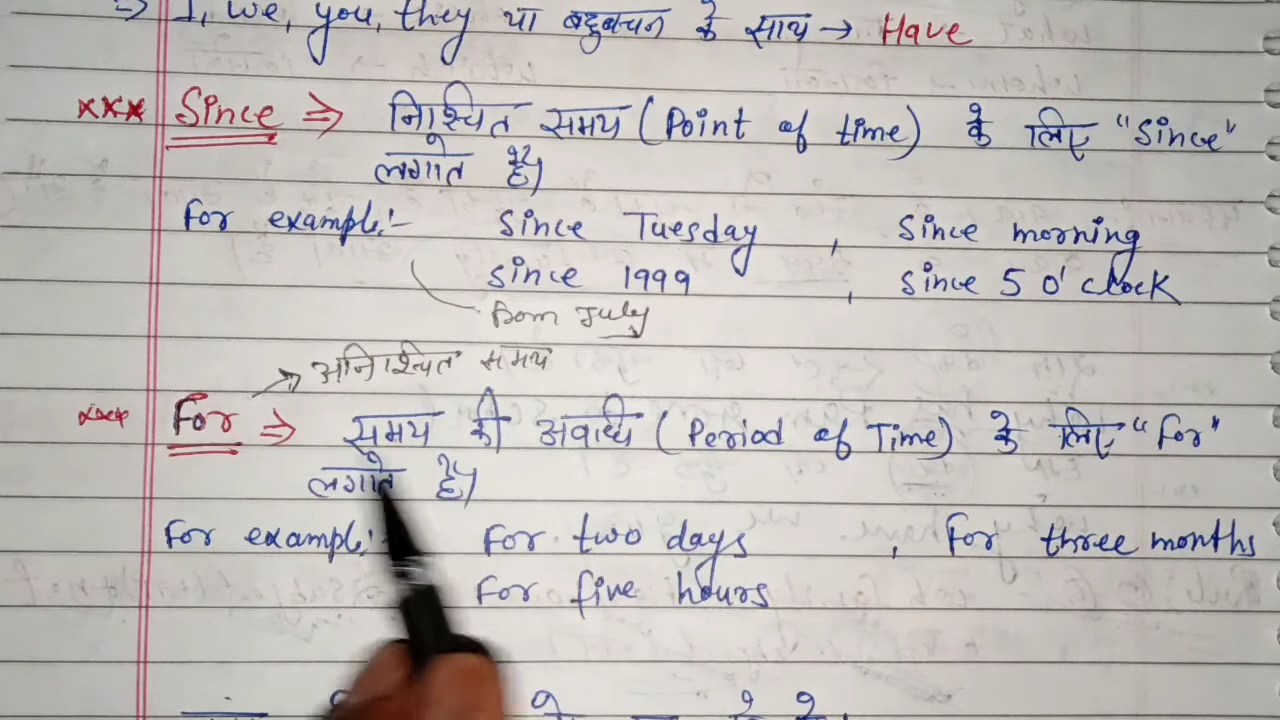 ⇒ I, we, you, they या बहुवचन के साथ → Have
××× Since ⇒ निश्चित समय (Point of time) के लिए "Since"
लगाते हैं।
For example:- Since Tuesday , Since morning
Since 1999 , Since 5 o'clock
July
→ अनिश्चित समय
××× For ⇒ समय की अवधि (Period of Time) के लिए "For"
लगाते हैं।
For example:- For two days , For three months
For five hours